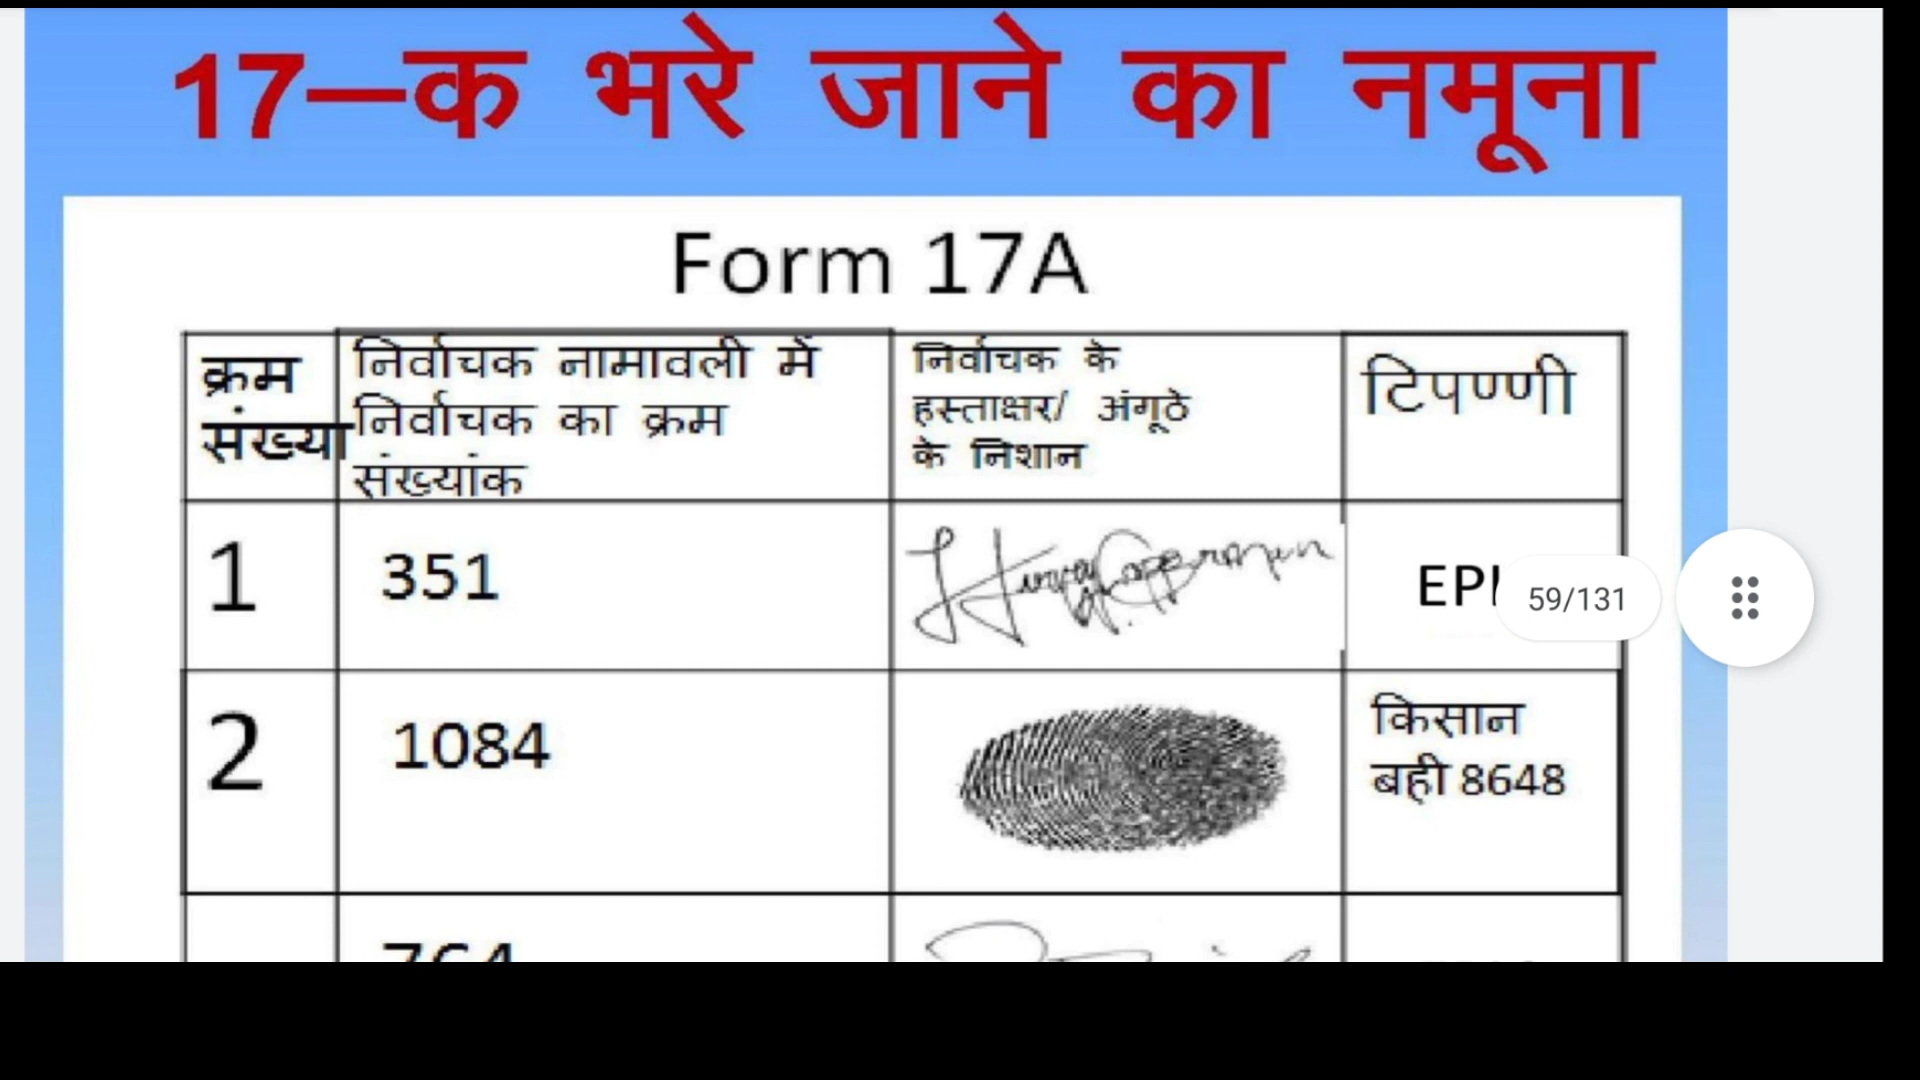 17–क भरे जाने का नमूना
Form 17A
क्रम
संख्या
निर्वाचक नामावली में
निर्वाचक का क्रम
संख्यांक
निर्वाचक के
हस्ताक्षर/ अंगूठे
के निशान
टिपण्णी
1
351
59/131
2
1084
किसान
बही 8648